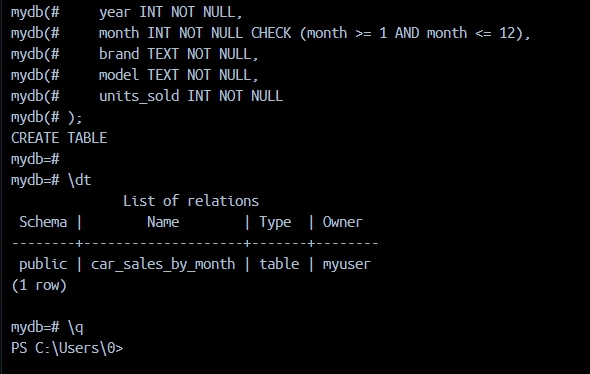 mydb(#     year INT NOT NULL,
mydb(#     month INT NOT NULL CHECK (month >= 1 AND month <= 12),
mydb(#     brand TEXT NOT NULL,
mydb(#     model TEXT NOT NULL,
mydb(#     units_sold INT NOT NULL
mydb(# );
CREATE TABLE
mydb=#
mydb=# \dt
              List of relations
 Schema |        Name        | Type  | Owner
--------+--------------------+-------+--------
 public | car_sales_by_month | table | myuser
(1 row)

mydb=# \q
PS C:\Users\0>